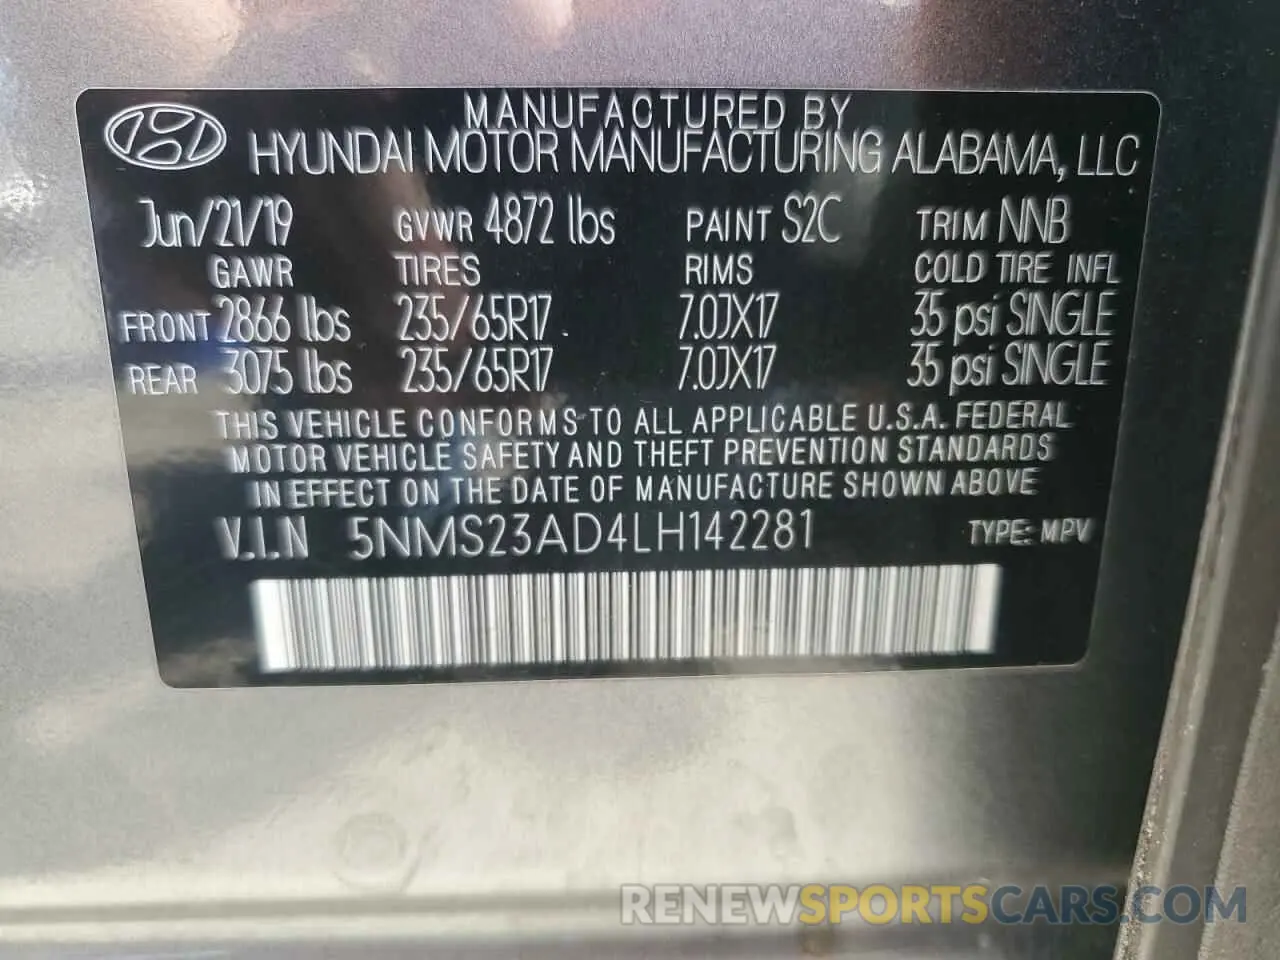 MANUFACTURED BY
HYUNDAI MOTOR MANUFACTURING ALABAMA, LLC
Jun/21/19 GVWR 4872 lbs PAINT S2C TRIM NNB
GAWR TIRES RIMS COLD TIRE INFL
FRONT 2866 lbs 235/65R17 7.0JX17 35 psi SINGLE
REAR 3075 lbs 235/65R17 7.0JX17 35 psi SINGLE
THIS VEHICLE CONFORMS TO ALL APPLICABLE U.S.A. FEDERAL
MOTOR VEHICLE SAFETY AND THEFT PREVENTION STANDARDS
IN EFFECT ON THE DATE OF MANUFACTURE SHOWN ABOVE
V.I.N 5NMS23AD4LH142281 TYPE: MPV
RENEWSPORTSCARS.COM